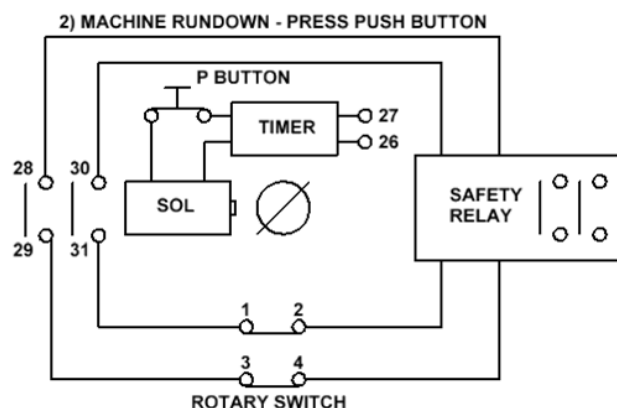 2) MACHINE RUNDOWN - PRESS PUSH BUTTON
P BUTTON
TIMER
27
26
28
30
SOL
SAFETY
RELAY
29
31
1
2
3
4
ROTARY SWITCH